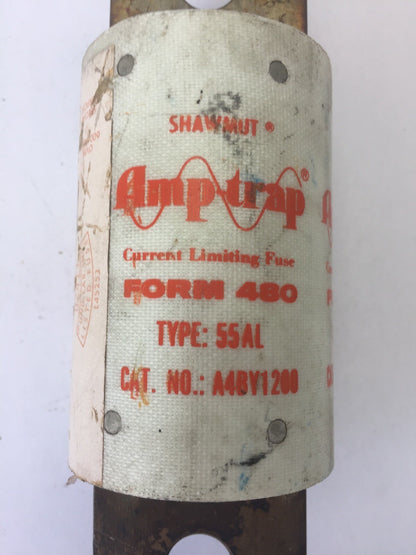 SHAWMUT ®
Amp-trap®
Current Limiting Fuse
FORM 480
TYPE: 55AL
CAT. NO.: A4BY1200